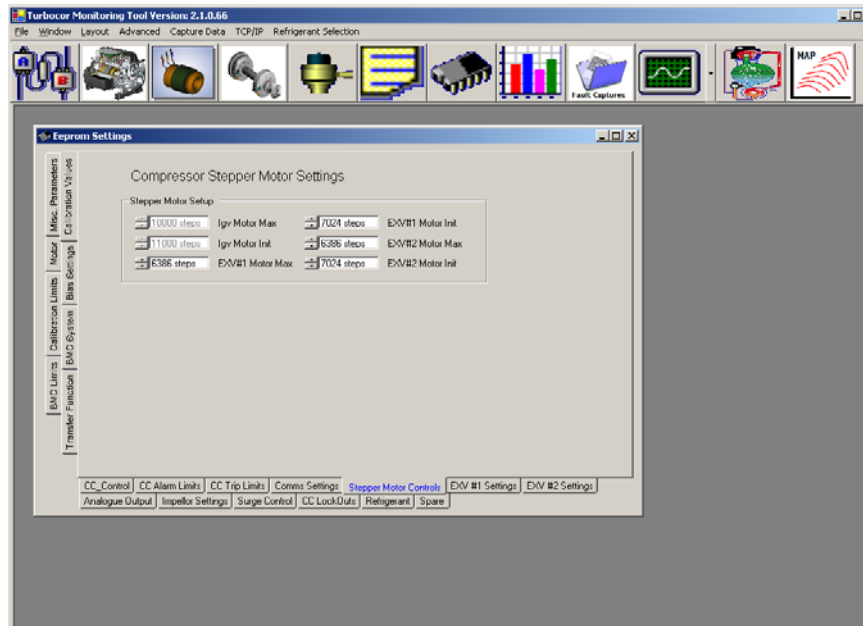 Turbocor Monitoring Tool Version: 2.1.0.66
File Window Layout Advanced Capture Data TCP/IP Refrigerant Selection
A
B
Fault Captures
MAP
Eeprom Settings
Misc. Parameters
Motor
Calibration Limits
BMC Limits
Calibration Values
Bias Settings
BMC System
Transfer Function
Compressor Stepper Motor Settings
Stepper Motor Setup
10000 steps Igv Motor Max 7024 steps EXV#1 Motor Init
11000 steps Igv Motor Init 6386 steps EXV#2 Motor Max
6386 steps EXV#1 Motor Max 7024 steps EXV#2 Motor Init
CC_Control CC Alarm Limits CC Trip Limits Comms Settings Stepper Motor Controls EXV #1 Settings EXV #2 Settings
Analogue Output Impellor Settings Surge Control CC LockOuts Refrigerant Spare